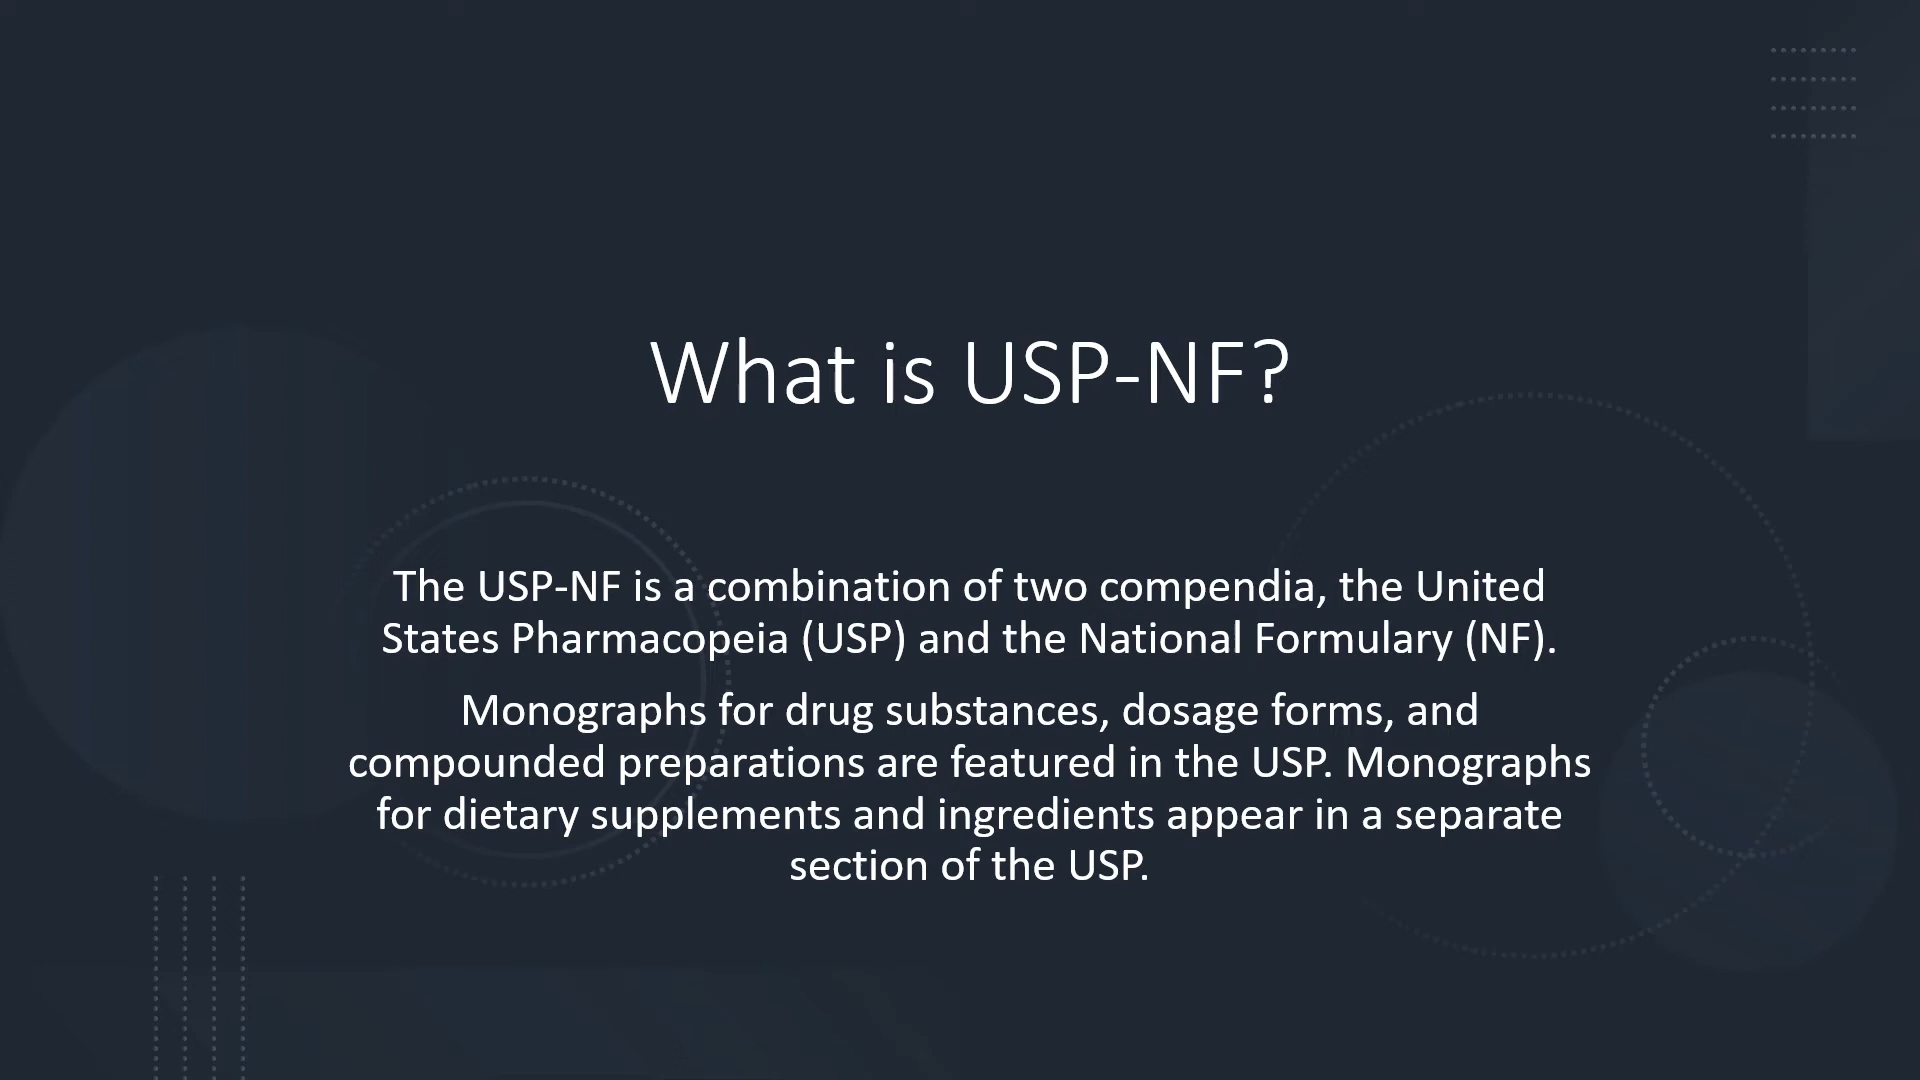 What is USP-NF?
The USP-NF is a combination of two compendia, the United
States Pharmacopeia (USP) and the National Formulary (NF).
Monographs for drug substances, dosage forms, and
compounded preparations are featured in the USP. Monographs
for dietary supplements and ingredients appear in a separate
section of the USP.